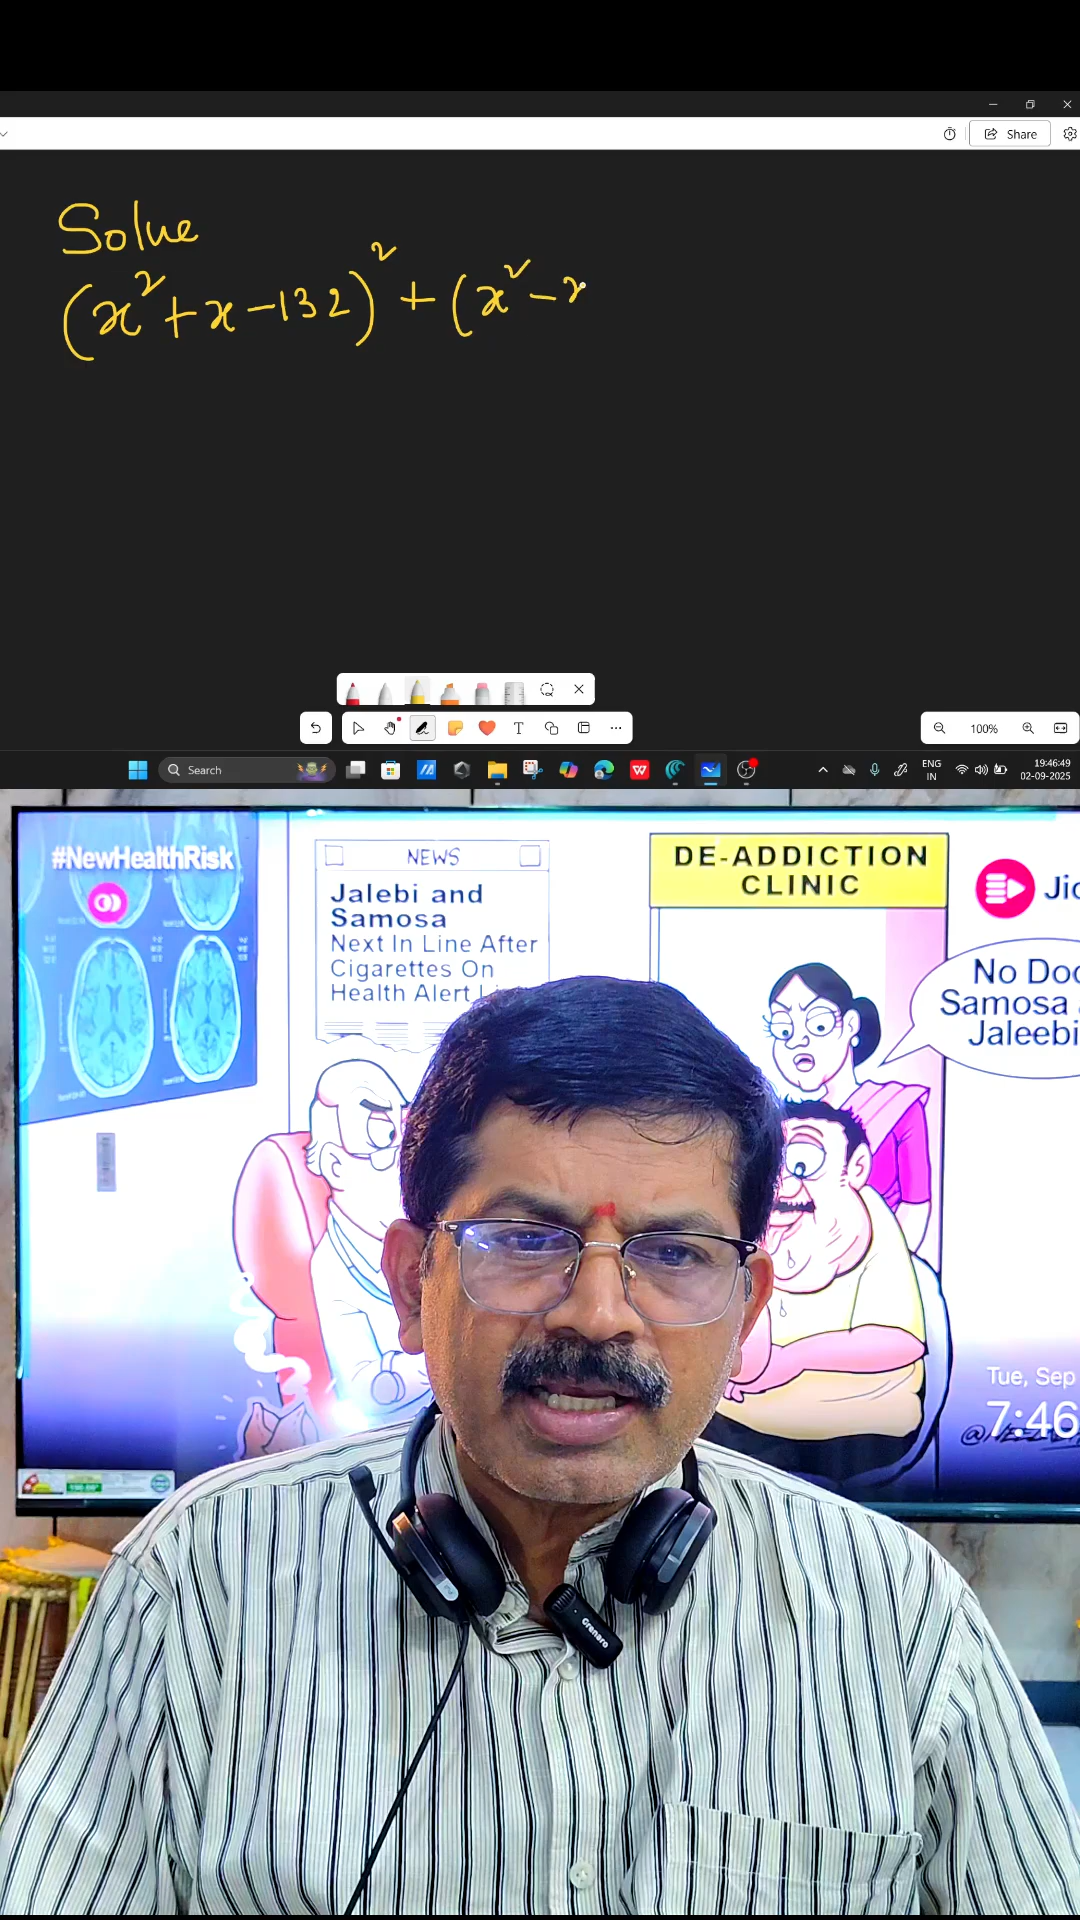 Share
Solve
(x²+x-132)²+(x²-x
T
...
100%
Search
W
ENG
IN
19:46:49
02-09-2025
#NewHealthRisk
NEWS
Jalebi and
Samosa
Next In Line After
Cigarettes On
Health Alert
DE-ADDICTION
CLINIC
No Doc
Samosa
Jaleebi
Tue, Sep
7:46
Grenaro